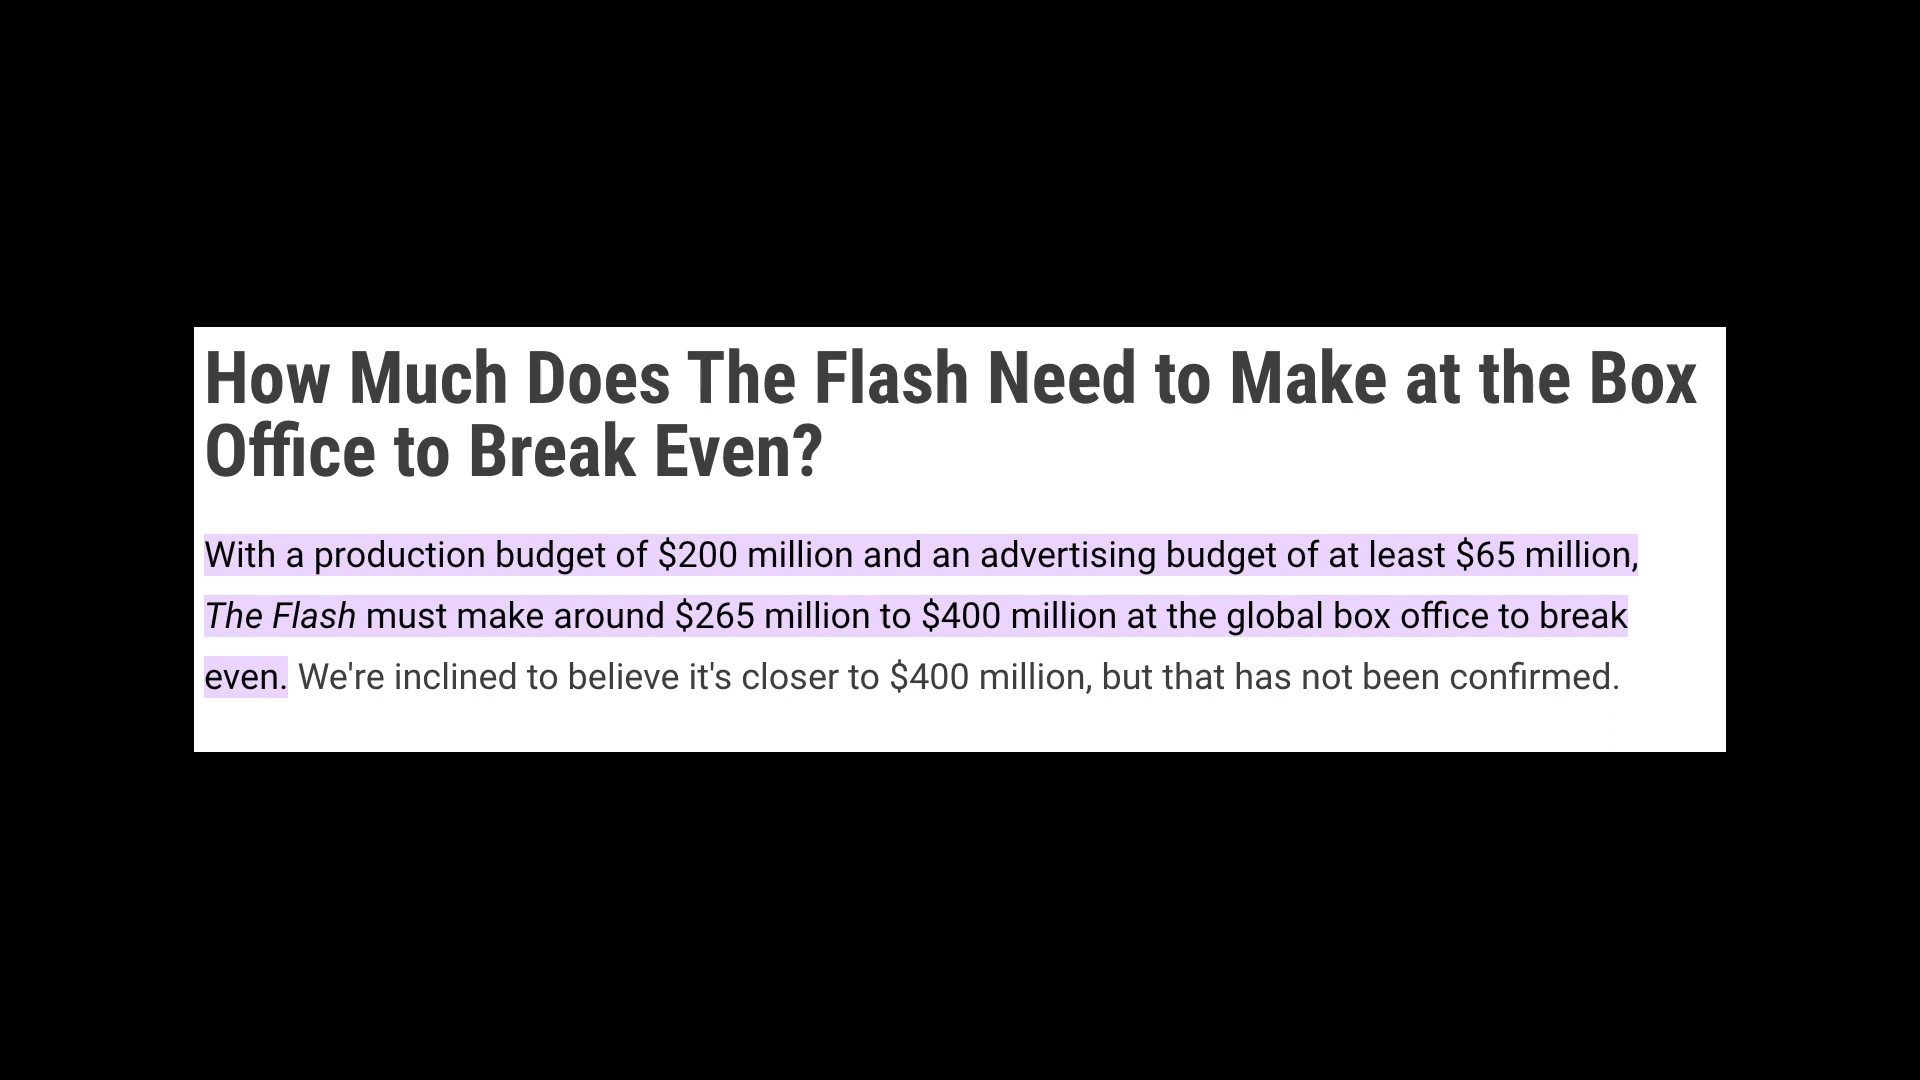 How Much Does The Flash Need to Make at the Box
Office to Break Even?
With a production budget of $200 million and an advertising budget of at least $65 million,
The Flash must make around $265 million to $400 million at the global box office to break
even. We're inclined to believe it's closer to $400 million, but that has not been confirmed.